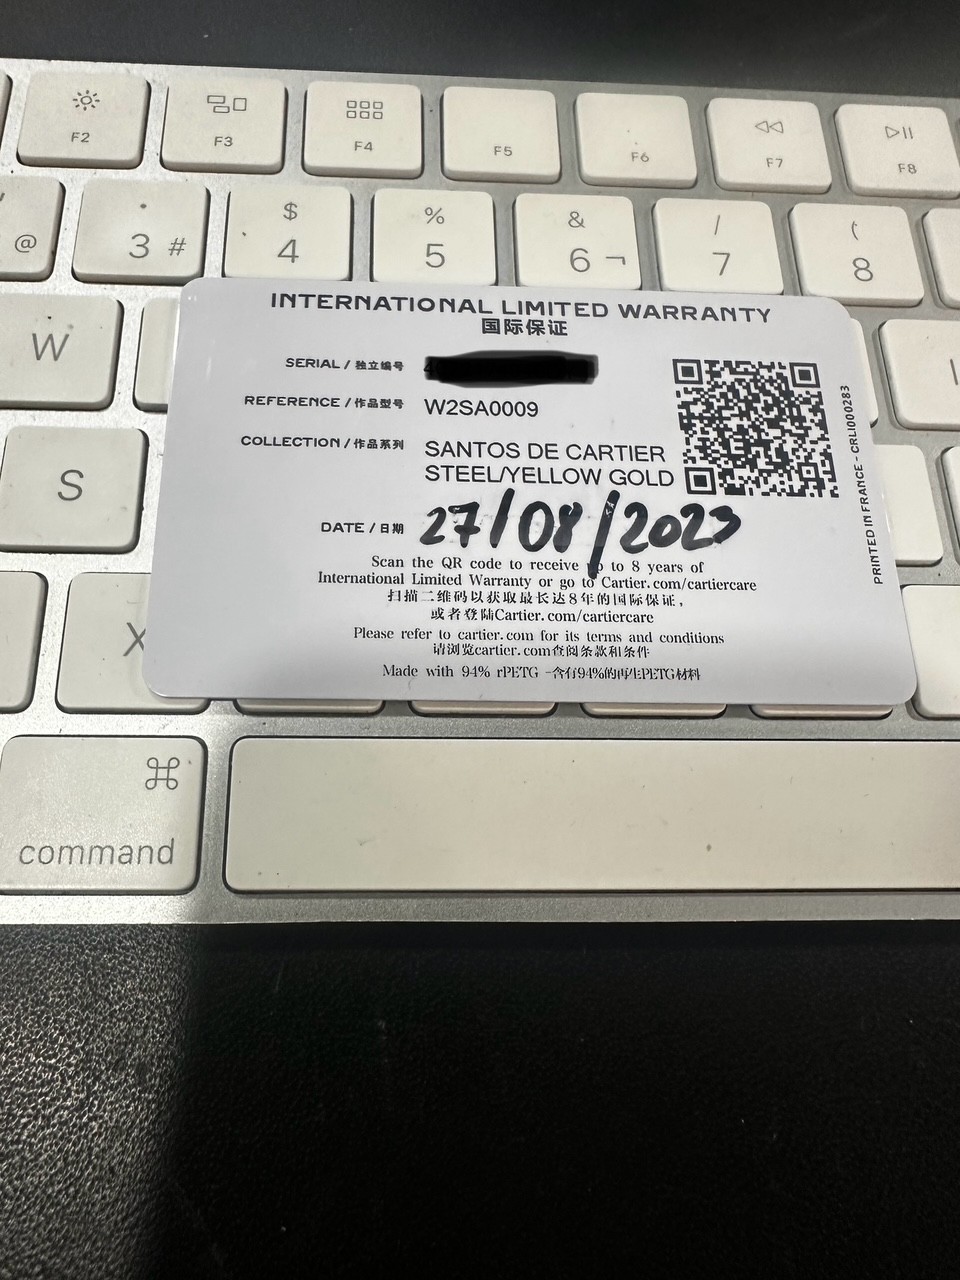 F2 F3 F4 F5 F6 F7 F8
@ 3 # $ 4 % 5 & 6 ¬ / 7 ( 8
W
S
X
INTERNATIONAL LIMITED WARRANTY
国际保证
SERIAL / 独立编号
REFERENCE / 作品型号 W2SA0009
COLLECTION / 作品系列 SANTOS DE CARTIER
STEEL/YELLOW GOLD
DATE / 日期 27/08/2023
Scan the QR code to receive up to 8 years of
International Limited Warranty or go to Cartier.com/cartiercare
扫描二维码以获取最长达8年的国际保证，
或者登陆Cartier.com/cartiercare
Please refer to cartier.com for its terms and conditions
请浏览cartier.com查阅条款和条件
Made with 94% rPETG -含有94%的再生PETG材料
PRINTED IN FRANCE - CRLI000283
⌘
command